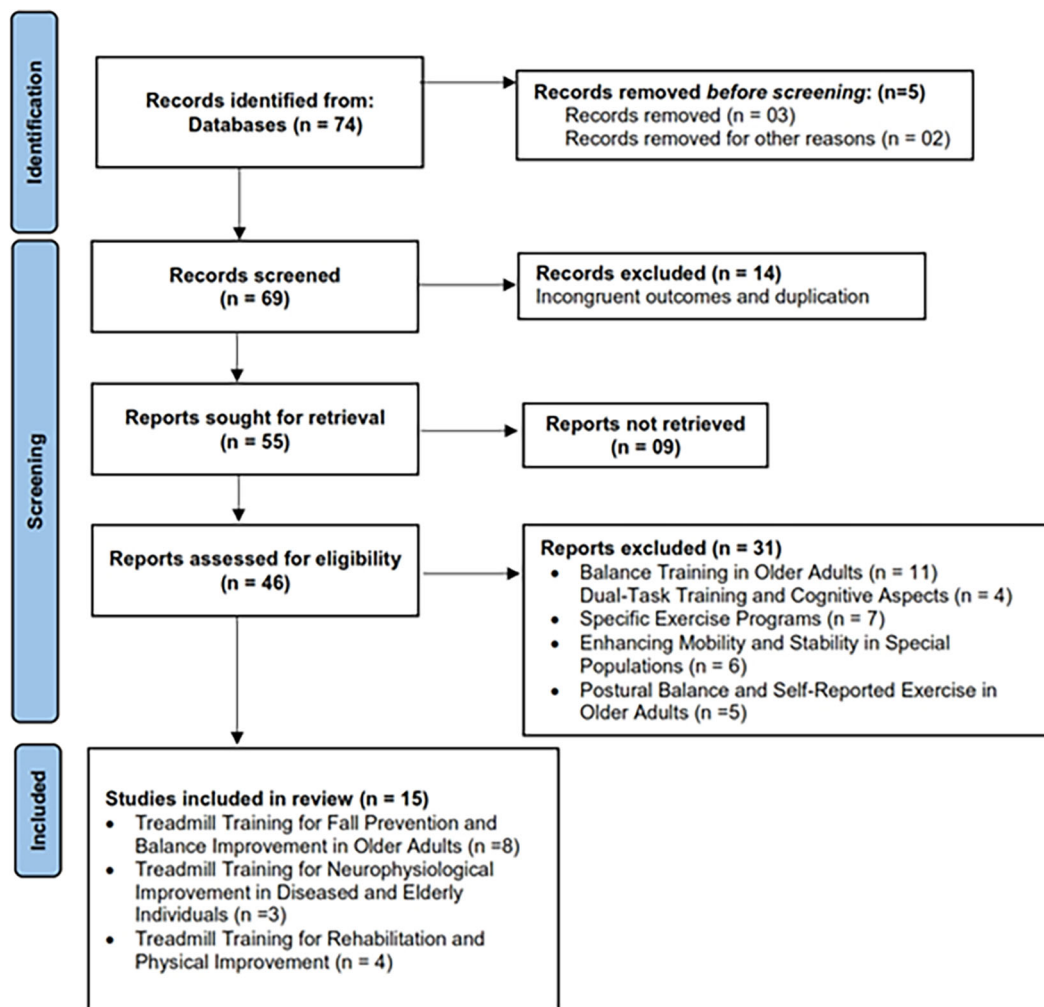 Identification
Records identified from:
Databases (n = 74)
Records removed before screening: (n=5)
Records removed (n = 03)
Records removed for other reasons (n = 02)
Screening
Records screened
(n = 69)
Records excluded (n = 14)
Incongruent outcomes and duplication
Reports sought for retrieval
(n = 55)
Reports not retrieved
(n = 09)
Reports assessed for eligibility
(n = 46)
Reports excluded (n = 31)
• Balance Training in Older Adults (n = 11)
Dual-Task Training and Cognitive Aspects (n = 4)
• Specific Exercise Programs (n = 7)
• Enhancing Mobility and Stability in Special
Populations (n = 6)
• Postural Balance and Self-Reported Exercise in
Older Adults (n =5)
Included
Studies included in review (n = 15)
• Treadmill Training for Fall Prevention and
Balance Improvement in Older Adults (n =8)
• Treadmill Training for Neurophysiological
Improvement in Diseased and Elderly
Individuals (n =3)
• Treadmill Training for Rehabilitation and
Physical Improvement (n = 4)